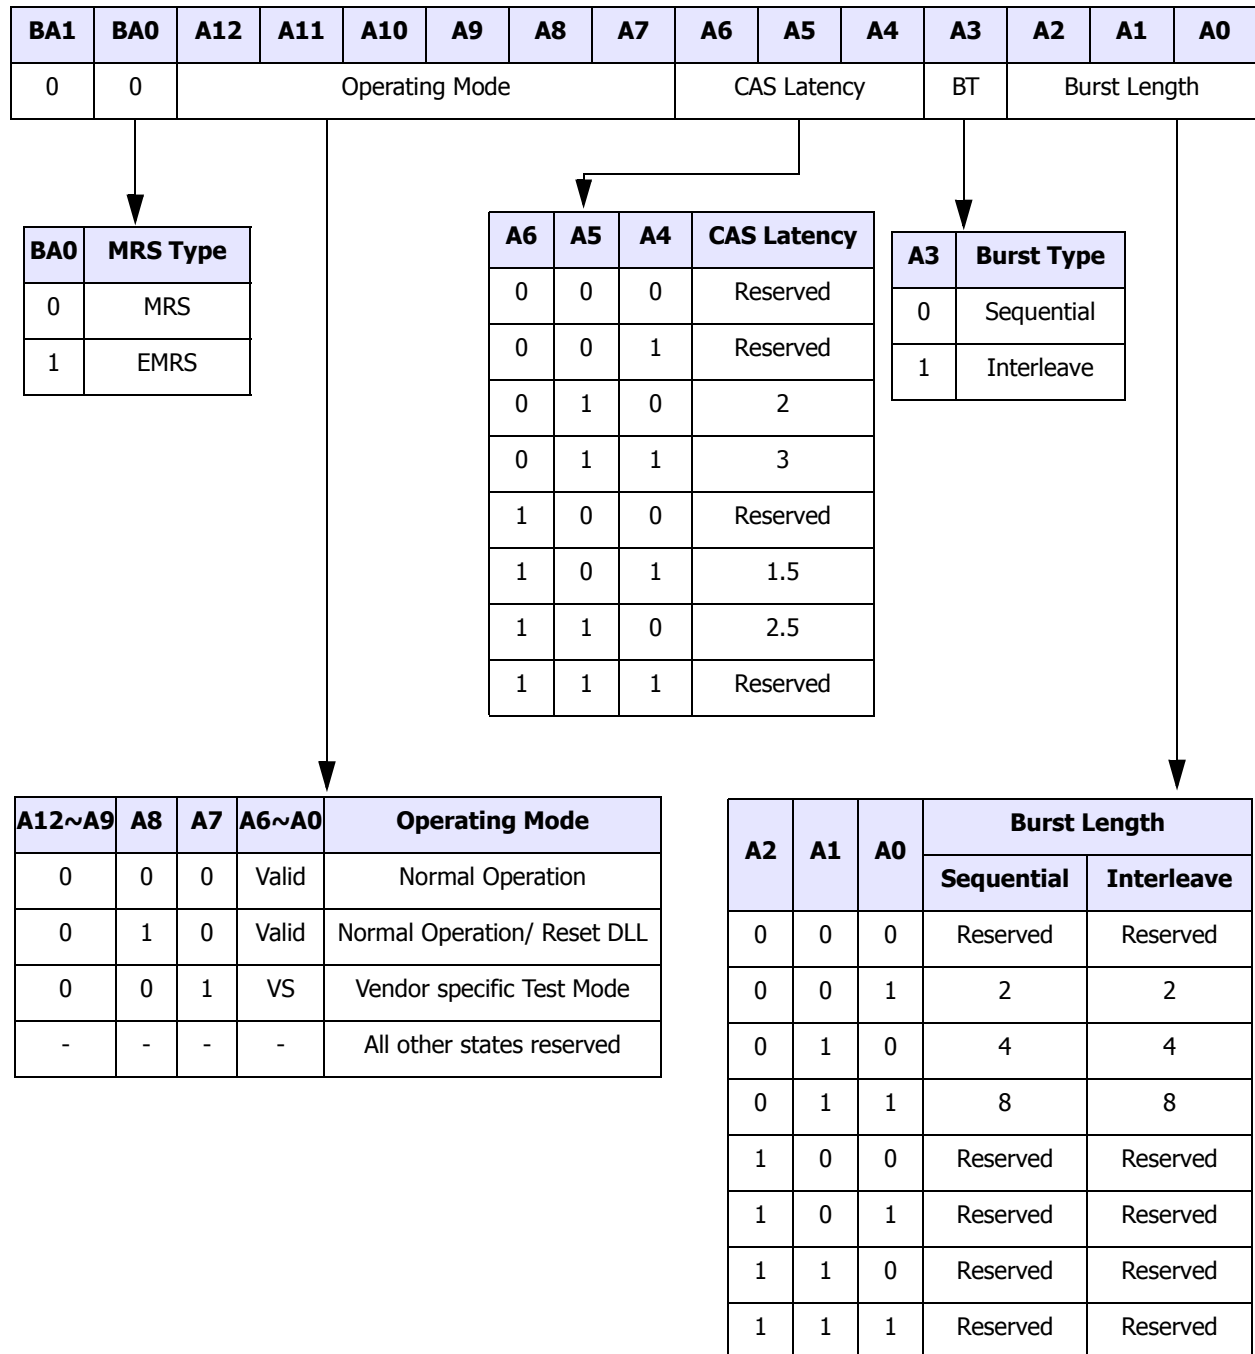 BA1 BA0 A12 A11 A10 A9 A8 A7 A6 A5 A4 A3 A2 A1 A0
0 0 Operating Mode CAS Latency BT Burst Length
BA0 MRS Type
0 MRS
1 EMRS
A6 A5 A4 CAS Latency
0 0 0 Reserved
0 0 1 Reserved
0 1 0 2
0 1 1 3
1 0 0 Reserved
1 0 1 1.5
1 1 0 2.5
1 1 1 Reserved
A3 Burst Type
0 Sequential
1 Interleave
A12~A9 A8 A7 A6~A0 Operating Mode
0 0 0 Valid Normal Operation
0 1 0 Valid Normal Operation/ Reset DLL
0 0 1 VS Vendor specific Test Mode
- - - - All other states reserved
A2 A1 A0 Burst Length
Sequential Interleave
0 0 0 Reserved Reserved
0 0 1 2 2
0 1 0 4 4
0 1 1 8 8
1 0 0 Reserved Reserved
1 0 1 Reserved Reserved
1 1 0 Reserved Reserved
1 1 1 Reserved Reserved